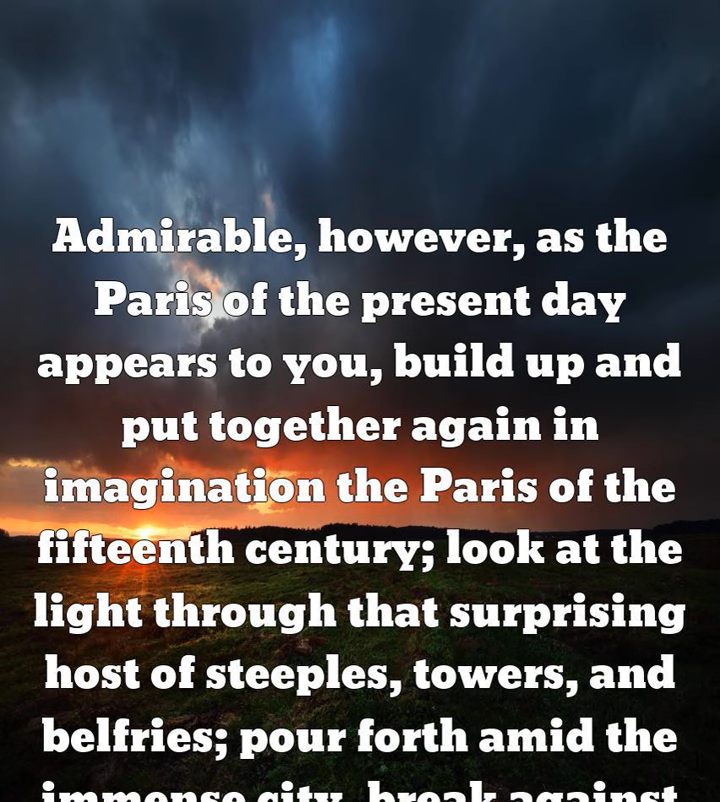 Admirable, however, as the
Paris of the present day
appears to you, build up and
put together again in
imagination the Paris of the
fifteenth century; look at the
light through that surprising
host of steeples, towers, and
belfries; pour forth amid the
immense city, break against